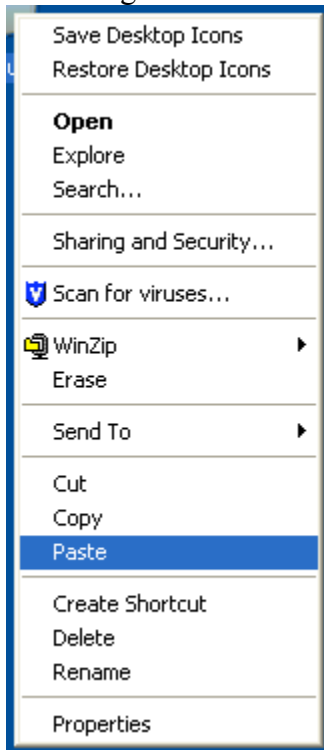 Save Desktop Icons
Restore Desktop Icons
Open
Explore
Search...
Sharing and Security...
Scan for viruses...
WinZip
Erase
Send To
Cut
Copy
Paste
Create Shortcut
Delete
Rename
Properties